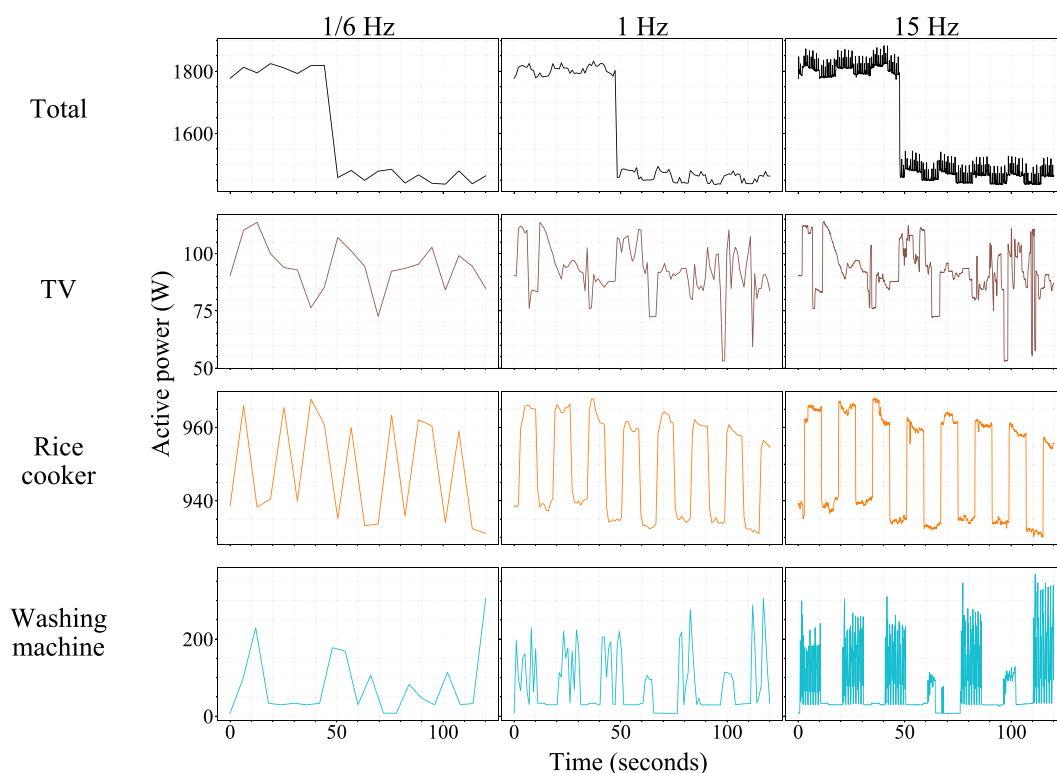 1/6 Hz 1 Hz 15 Hz
Total
1800
1600
TV
100
75
50
Active power (W)
Rice
cooker
960
940
Washing
machine
200
0
0 50 100 0 50 100 0 50 100
Time (seconds)